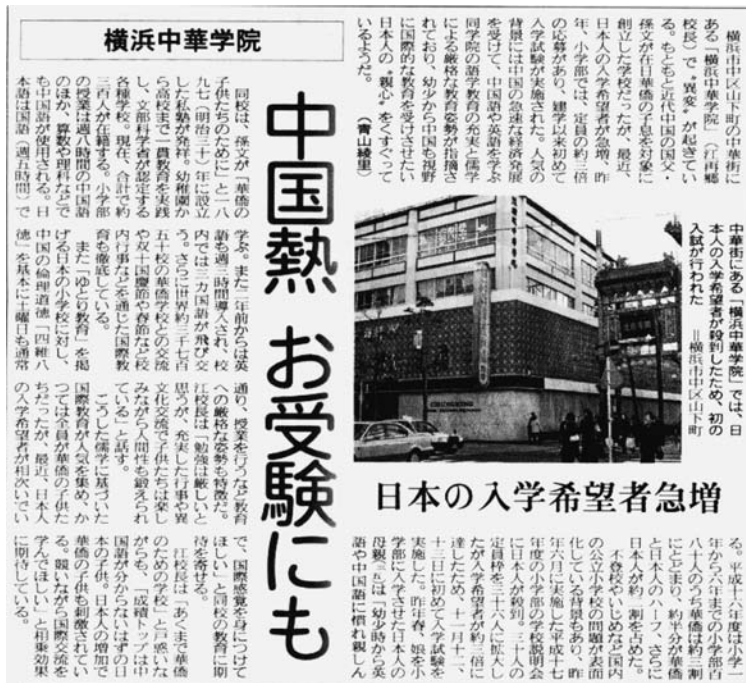 横浜中華学院
中国熱 お受験にも
日本の入学希望者急増
横浜市中区山下町の中華街に
ある「横浜中華学院」(江再郷
校長)で“異変”が起きてい
る。もともと近代中国の国父・
孫文が在日華僑の子息を対象に
創立した学校だったが、最近、
日本人の入学希望者が急増、昨
年、小学部では、定員の約三倍
の応募があり、建学以来初めて
入学試験が実施された。人気の
背景には中国の急速な経済発展
を受けて、中国語や英語を学ぶ
同学院の語学教育の充実と儒学
による厳格な教育姿勢が指摘さ
れており、幼少から中国も視野
に国際的な教育を受けさせたい
日本人の“親心”をくすぐって
いるようだ。 (青山綾里)
中華街にある「横浜中華学院」では、日
本人の入学希望者が殺到したため、初の
入試が行われた =横浜市中区山下町
同校は、孫文が「華僑の
子供たちのために」と一八
九七(明治三十)年に設立
した私塾が発祥。幼稚園か
ら高校まで一貫教育を実践
し、文部科学省が認定する
各種学校。現在、合計で約
三百人が在籍する。小学部
の授業は週八時間の中国語
のほか、算数や理科などで
も中国語が使用される。日
本語は国語(週五時間)で
学ぶ。また二年前からは英
語も週三時間導入され、校
内では三カ国語が飛び交
う。さらに世界約三千七百
五十校の華僑学校との交流
や双十国慶節や春節など校
内行事などを通じた国際教
育も徹底している。
また「ゆとり教育」を掲
げる日本の小学校に対し、
中国の倫理道徳「四維八
徳」を基本に土曜日も通常
通り、授業を行うなど教育
への厳格な姿勢も特徴だ。
江校長は「勉強は厳しいと
思うが、充実した行事や異
文化交流で子供たちは楽し
みながら人間性も鍛えられ
ている」と話す。
こうした儒学に基づいた
国際教育が人気を集め、か
つては全員が華僑の子供た
ちだったが、最近、日本人
の入学希望者が相次いでい
る。平成十六年度は小学一
年から六年までの小学部百
八十人のうち華僑は約三割
にとどまり、約半分が華僑
と日本人のハーフ、さらに
日本人が約 割を占めた。
不登校やいじめなど国内
の公立小学校の問題が表面
化している背景もあり、昨
年六月に実施した平成十七
年度の小学部の学校説明会
に日本人が殺到。三十人の
定員枠を三十六人に拡大し
たが入学希望者が約三倍に
達したため、十一月十二、
十三日に初めて入学試験を
実施した。昨年春、娘を小
学部に入学させた日本人の
母親は「幼少時から英
語や中国語に慣れ親しん
で、国際感覚を身につけて
ほしい」と同校の教育に期
待を寄せる。
江校長は「あくまで華僑
のための学校」と戸惑いな
がらも、「成績トップは中
国語が分からないはずの日
本の子供。日本人の増加で
華僑の子供も刺激されてい
る。競いながら国際交流を
学んでほしい」と相乗効果
に期待している。